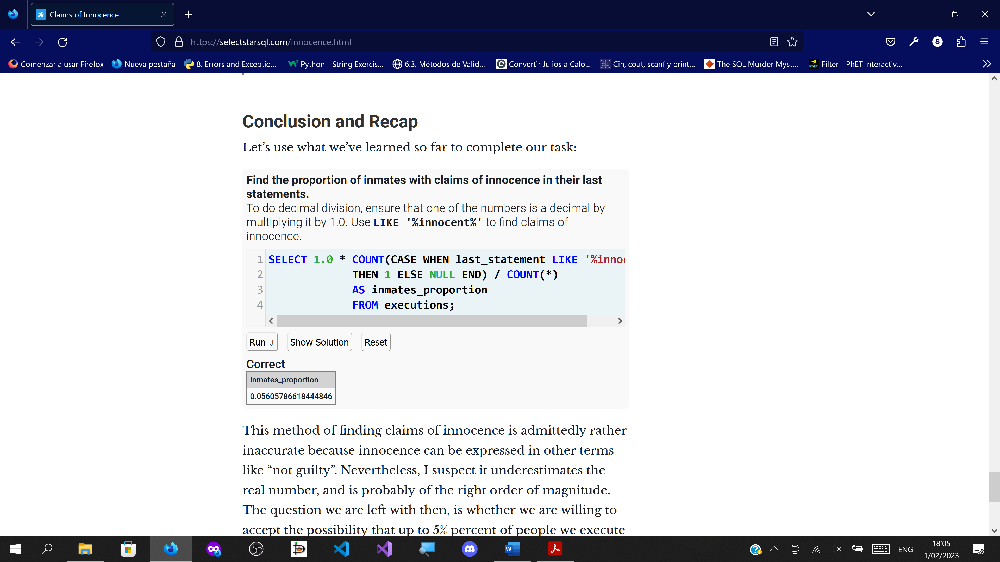 Claims of Innocence
https://selectstarsql.com/innocence.html
S
Comenzar a usar Firefox
Nueva pestaña
8. Errors and Exceptio...
Python - String Exercis...
6.3. Métodos de Valid...
Convertir Julios a Calo...
Cin, cout, scanf y print...
The SQL Murder Myst...
Filter - PhET Interactiv...
Conclusion and Recap
Let’s use what we’ve learned so far to complete our task:
Find the proportion of inmates with claims of innocence in their last
statements.
To do decimal division, ensure that one of the numbers is a decimal by
multiplying it by 1.0. Use LIKE '%innocent%' to find claims of
innocence.
1 SELECT 1.0 * COUNT(CASE WHEN last_statement LIKE '%innoc
2 THEN 1 ELSE NULL END) / COUNT(*)
3 AS inmates_proportion
4 FROM executions;
Run ⇩
Show Solution
Reset
Correct
inmates_proportion
0.05605786618444846
This method of finding claims of innocence is admittedly rather
inaccurate because innocence can be expressed in other terms
like “not guilty”. Nevertheless, I suspect it underestimates the
real number, and is probably of the right order of magnitude.
The question we are left with then, is whether we are willing to
accept the possibility that up to 5% percent of people we execute
ENG
18:05
1/02/2023